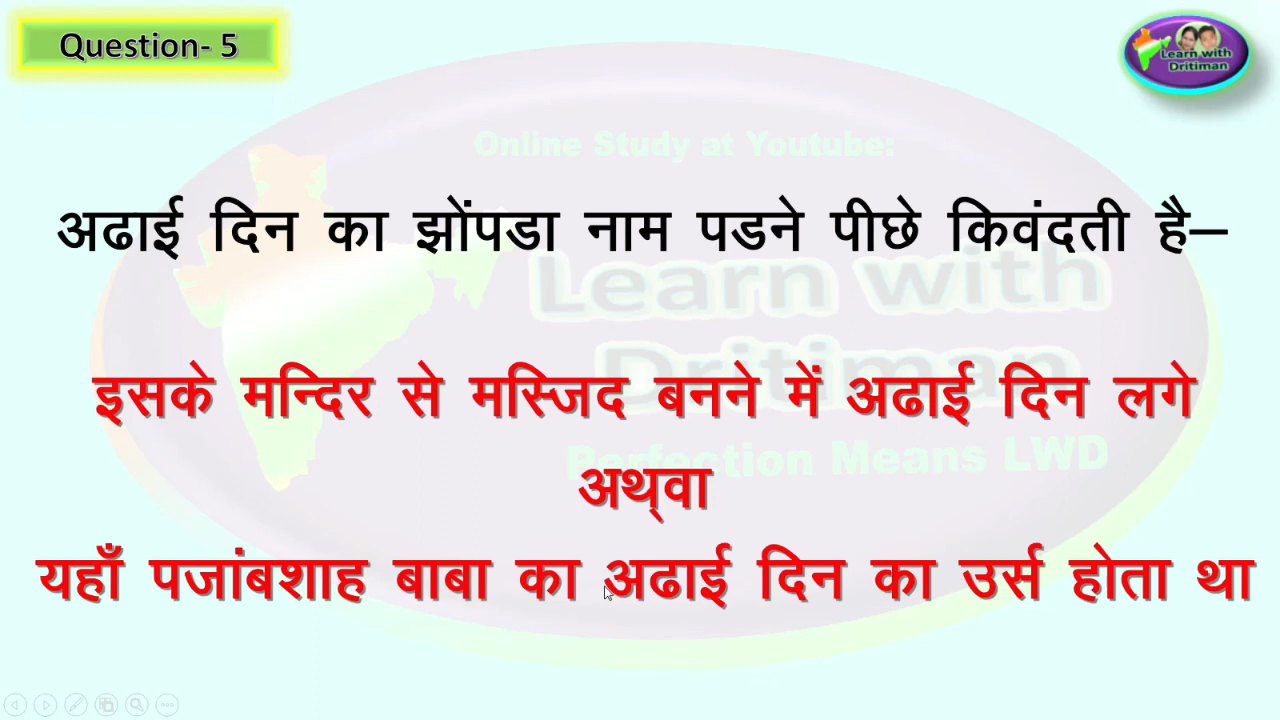 Question- 5
Learn with
Dritiman
Online Study at Youtube:
अढाई दिन का झोंपडा नाम पडने पीछे किवंदती है–
Learn with
Dritiman
इसके मन्दिर से मस्जिद बनने में अढाई दिन लगे
Perfection Means LWD
अथ्वा
यहाँ पजांबशाह बाबा का अढाई दिन का उर्स होता था